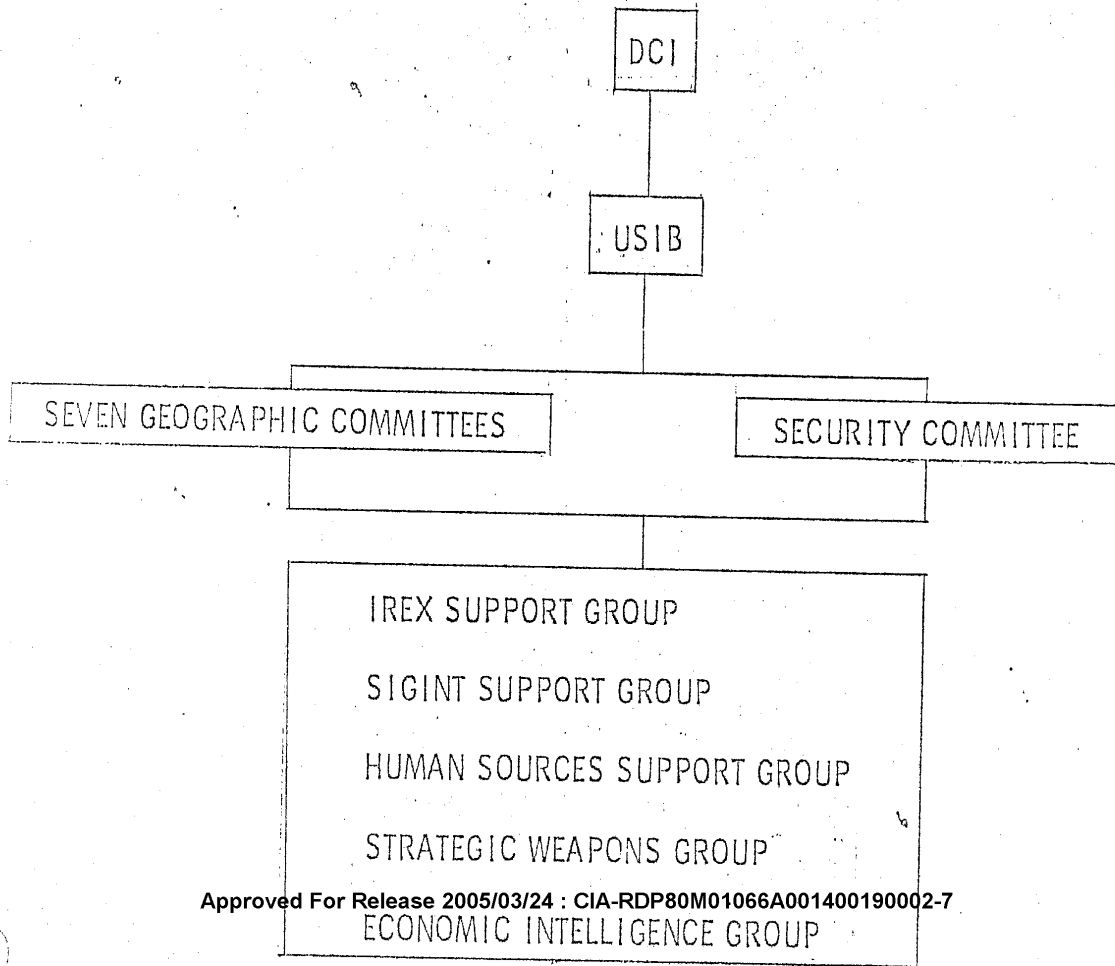 DCI
USIB
SEVEN GEOGRAPHIC COMMITTEES
SECURITY COMMITTEE
IREX SUPPORT GROUP
SIGINT SUPPORT GROUP
HUMAN SOURCES SUPPORT GROUP
STRATEGIC WEAPONS GROUP
Approved For Release 2005/03/24 : CIA-RDP80M01066A001400190002-7
ECONOMIC INTELLIGENCE GROUP